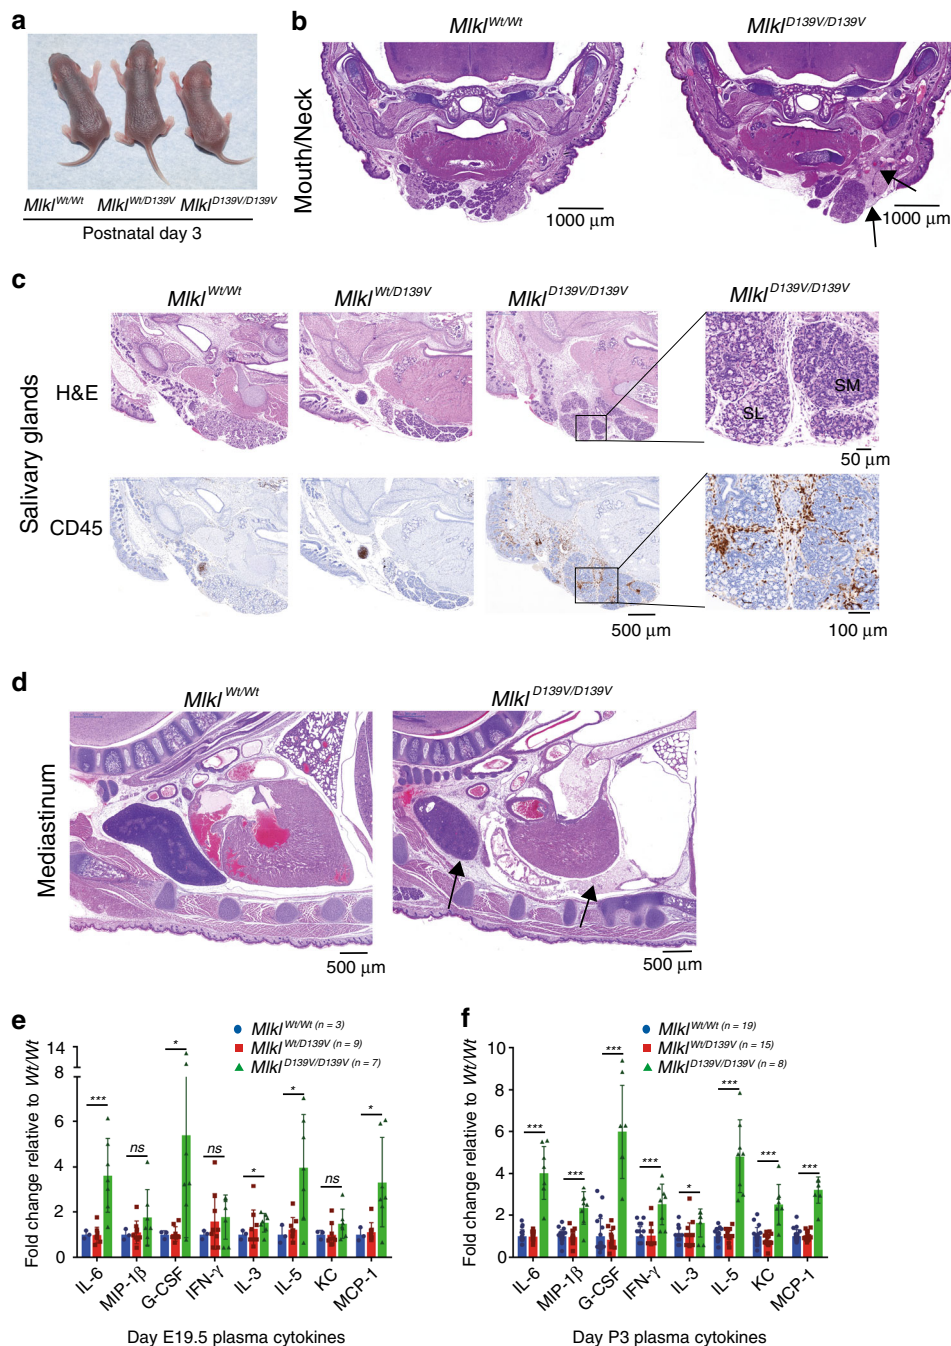 a
Mlkl^Wt/Wt Mlkl^Wt/D139V Mlkl^D139V/D139V
Postnatal day 3
b
Mlkl^Wt/Wt Mlkl^D139V/D139V
Mouth/Neck
1000 μm 1000 μm
c
Mlkl^Wt/Wt Mlkl^Wt/D139V Mlkl^D139V/D139V Mlkl^D139V/D139V
Salivary glands
H&E
SL SM
50 μm
CD45
500 μm 100 μm
d
Mlkl^Wt/Wt Mlkl^D139V/D139V
Mediastinum
500 μm 500 μm
e
Mlkl^Wt/Wt (n = 3)
Mlkl^Wt/D139V (n = 9)
Mlkl^D139V/D139V (n = 7)
Fold change relative to Wt/Wt
14
8
6
4
2
0
*** ns * ns * * ns *
IL-6 MIP-1β G-CSF IFN-γ IL-3 IL-5 KC MCP-1
Day E19.5 plasma cytokines
f
Mlkl^Wt/Wt (n = 19)
Mlkl^Wt/D139V (n = 15)
Mlkl^D139V/D139V (n = 8)
Fold change relative to Wt/Wt
10
8
6
4
2
0
*** *** *** *** * *** *** ***
IL-6 MIP-1β G-CSF IFN-γ IL-3 IL-5 KC MCP-1
Day P3 plasma cytokines